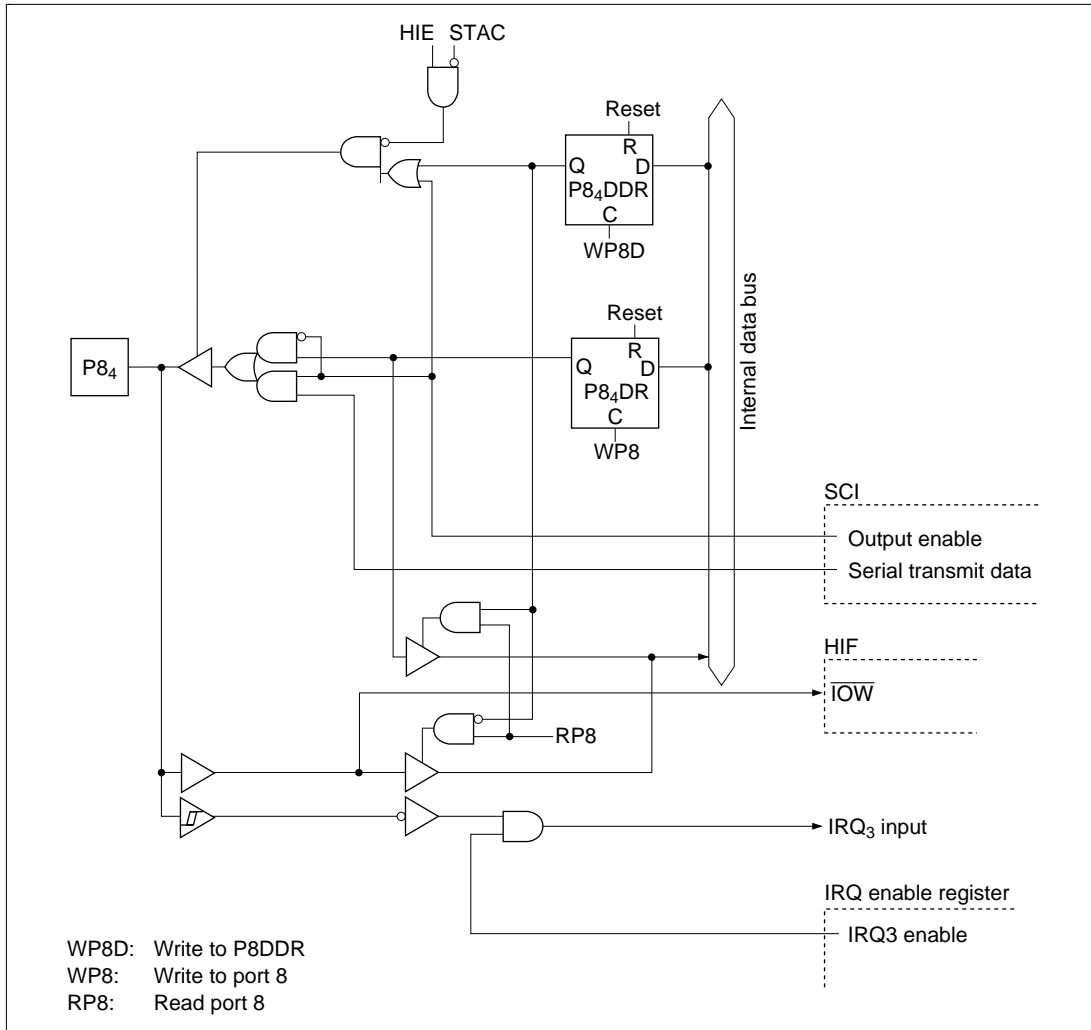 HIE STAC
Reset
R
Q D
P8₄DDR
C
WP8D
Reset
R
Q D
P8₄DR
C
WP8
P8₄
Internal data bus
SCI
Output enable
Serial transmit data
HIF
I̅O̅W̅
RP8
IRQ₃ input
IRQ enable register
IRQ3 enable
WP8D: Write to P8DDR
WP8: Write to port 8
RP8: Read port 8